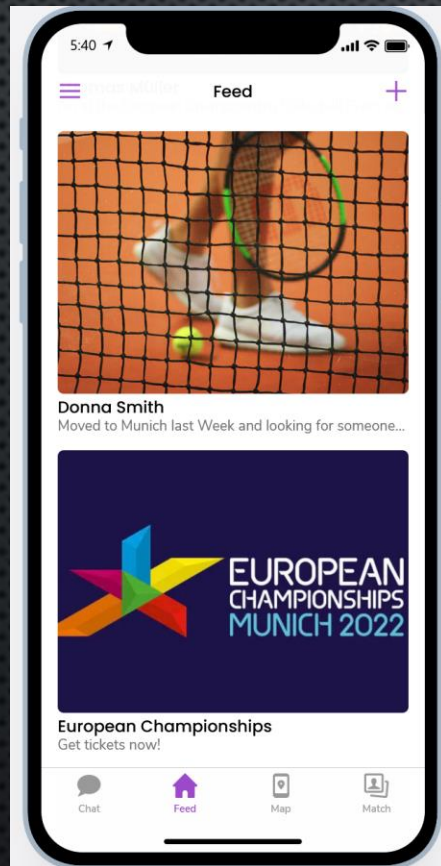 5:40
Feed
Donna Smith
Moved to Munich last Week and looking for someone...
EUROPEAN
CHAMPIONSHIPS
MUNICH 2022
European Championships
Get tickets now!
Chat
Feed
Map
Match